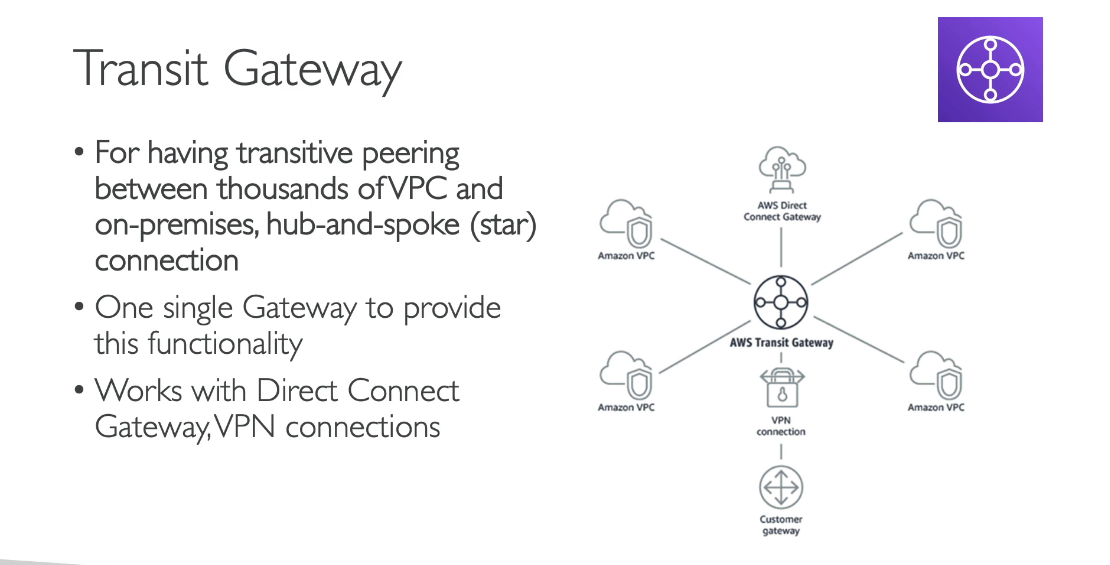 Transit Gateway
• For having transitive peering
between thousands of VPC and
on-premises, hub-and-spoke (star)
connection
• One single Gateway to provide
this functionality
• Works with Direct Connect
Gateway, VPN connections
AWS Direct
Connect Gateway
Amazon VPC
Amazon VPC
AWS Transit Gateway
Amazon VPC
Amazon VPC
VPN
connection
Customer
gateway